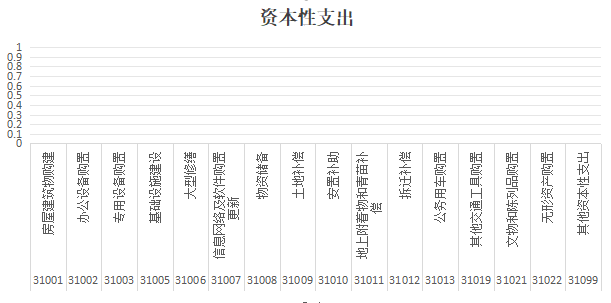 资本性支出
1
0.9
0.8
0.7
0.6
0.5
0.4
0.3
0.2
0.1
0
房屋建筑物购建
办公设备购置
专用设备购置
基础设施建设
大型修缮
信息网络及软件购置
更新
物资储备
土地补偿
安置补助
地上附着物和青苗补
偿
拆迁补偿
公务用车购置
其他交通工具购置
文物和陈列品购置
无形资产购置
其他资本性支出
31001 31002 31003 31005 31006 31007 31008 31009 31010 31011 31012 31013 31019 31021 31022 31099